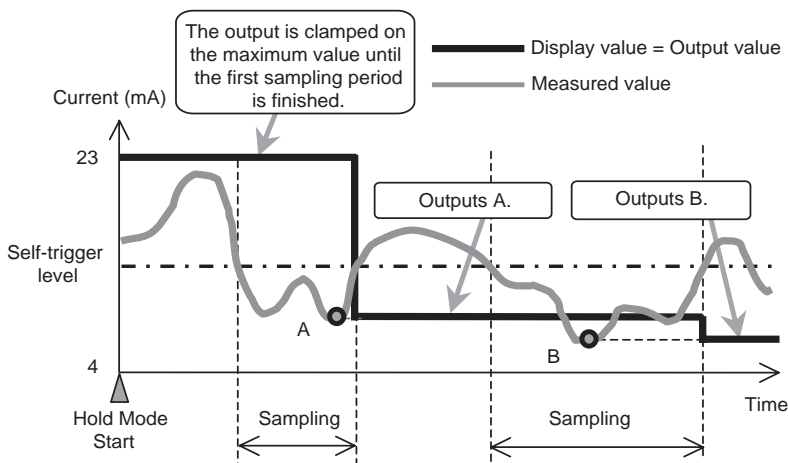 The output is clamped on
the maximum value until
the first sampling period
is finished.
Display value = Output value
Measured value
Current (mA)
23
Outputs A.
Outputs B.
Self-trigger
level
A
B
4
Hold Mode
Start
Sampling
Sampling
Time